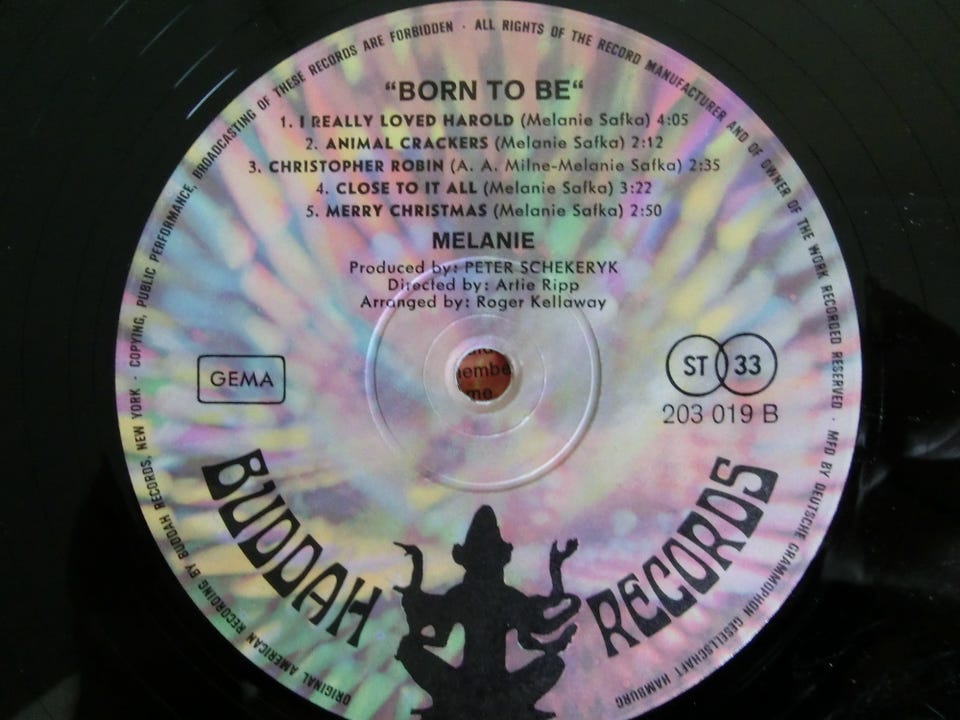 ORIGINAL AMERICAN RECORDING BY BUDDAH RECORDS, NEW YORK · COPYING, PUBLIC PERFORMANCE, BROADCASTING OF THESE RECORDS ARE FORBIDDEN · ALL RIGHTS OF THE RECORD MANUFACTURER AND OF OWNER OF THE WORK RECORDED RESERVED · MFD BY DEUTSCHE GRAMMOPHON GESELLSCHAFT HAMBURG
"BORN TO BE"
1. I REALLY LOVED HAROLD (Melanie Safka) 4:05
2. ANIMAL CRACKERS (Melanie Safka) 2:12
3. CHRISTOPHER ROBIN (A. A. Milne-Melanie Safka) 2:35
4. CLOSE TO IT ALL (Melanie Safka) 3:22
5. MERRY CHRISTMAS (Melanie Safka) 2:50
MELANIE
Produced by: PETER SCHEKERYK
Directed by: Artie Ripp
Arranged by: Roger Kellaway
GEMA
ST 33
203 019 B
BUDDAH RECORDS